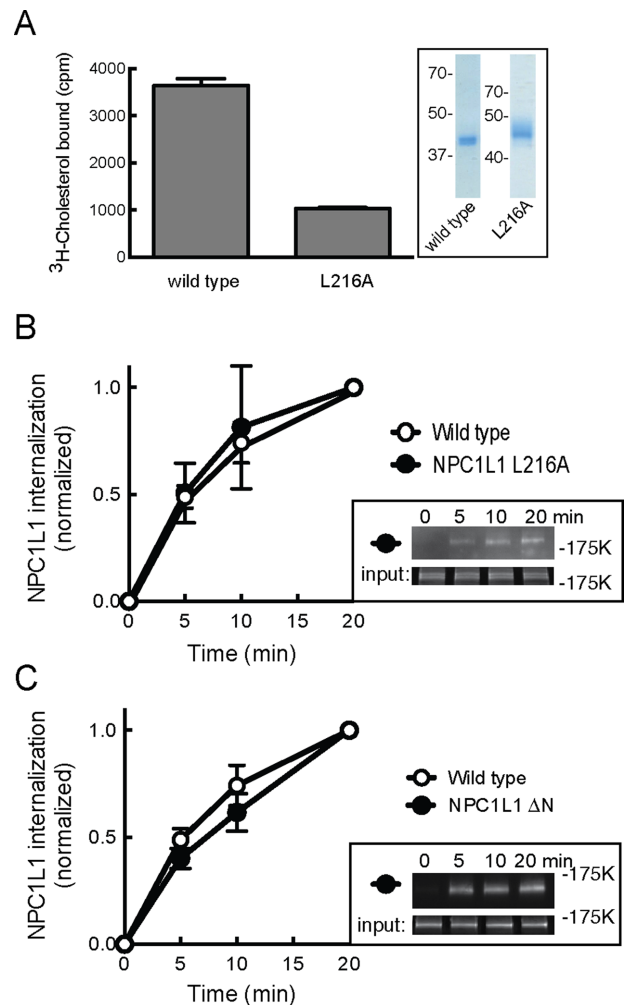 A
³H-Cholesterol bound (cpm)
4000
3000
2000
1000
0
wild type
L216A
70-
50-
37-
70-
50-
40-
wild type
L216A
B
NPC1L1 internalization
(normalized)
1.0
0.5
0.0
0
5
10
15
20
Time (min)
Wild type
NPC1L1 L216A
0 5 10 20 min
-175K
input:
-175K
C
NPC1L1 internalization
(normalized)
1.0
0.5
0.0
0
5
10
15
20
Time (min)
Wild type
NPC1L1 ΔN
0 5 10 20 min
-175K
input:
-175K